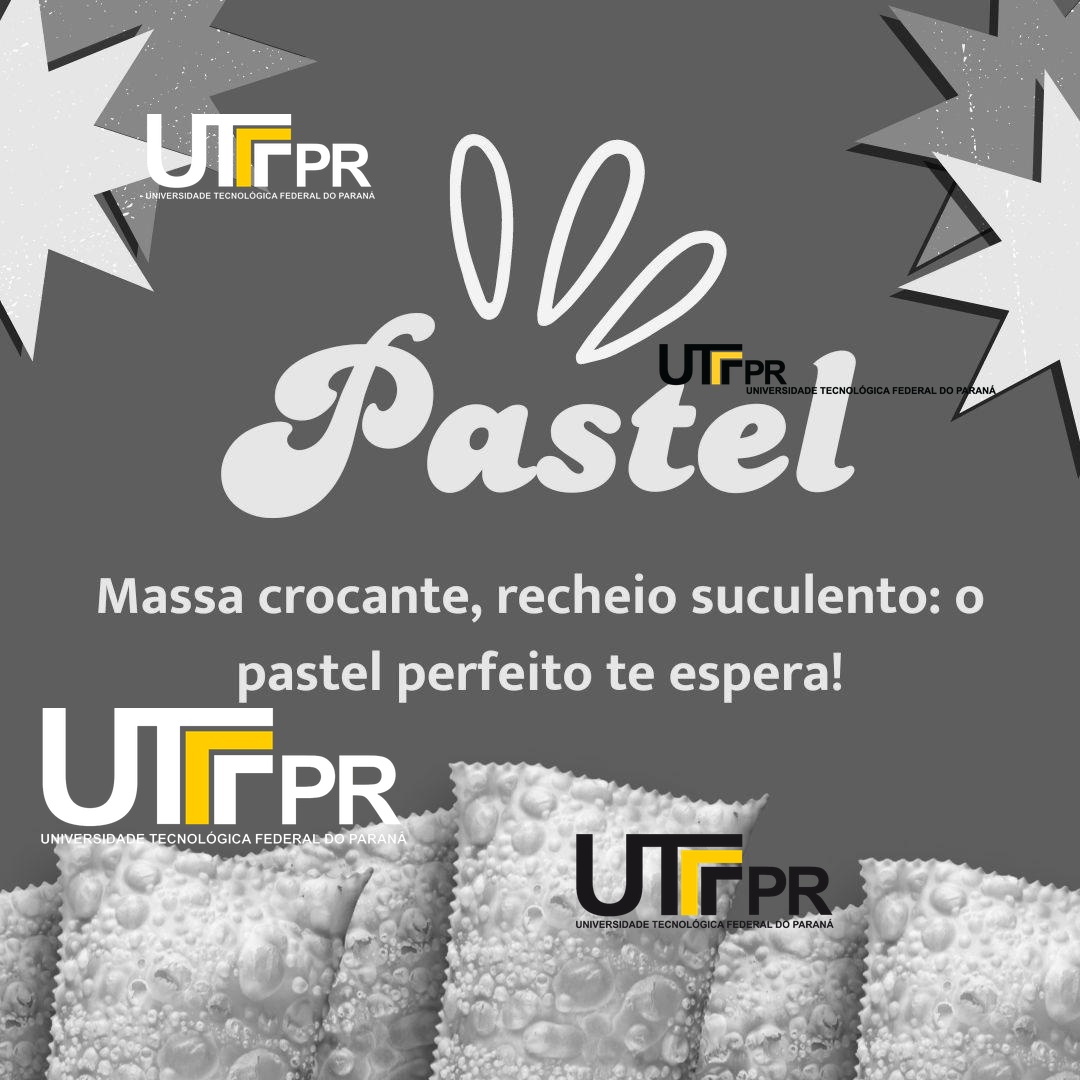 UTFPR
UNIVERSIDADE TECNOLÓGICA FEDERAL DO PARANÁ
UTFPR
UNIVERSIDADE TECNOLÓGICA FEDERAL DO PARANÁ
Pastel
Massa crocante, recheio suculento: o
pastel perfeito te espera!
UTFPR
UNIVERSIDADE TECNOLÓGICA FEDERAL DO PARANÁ
UTFPR
UNIVERSIDADE TECNOLÓGICA FEDERAL DO PARANÁ